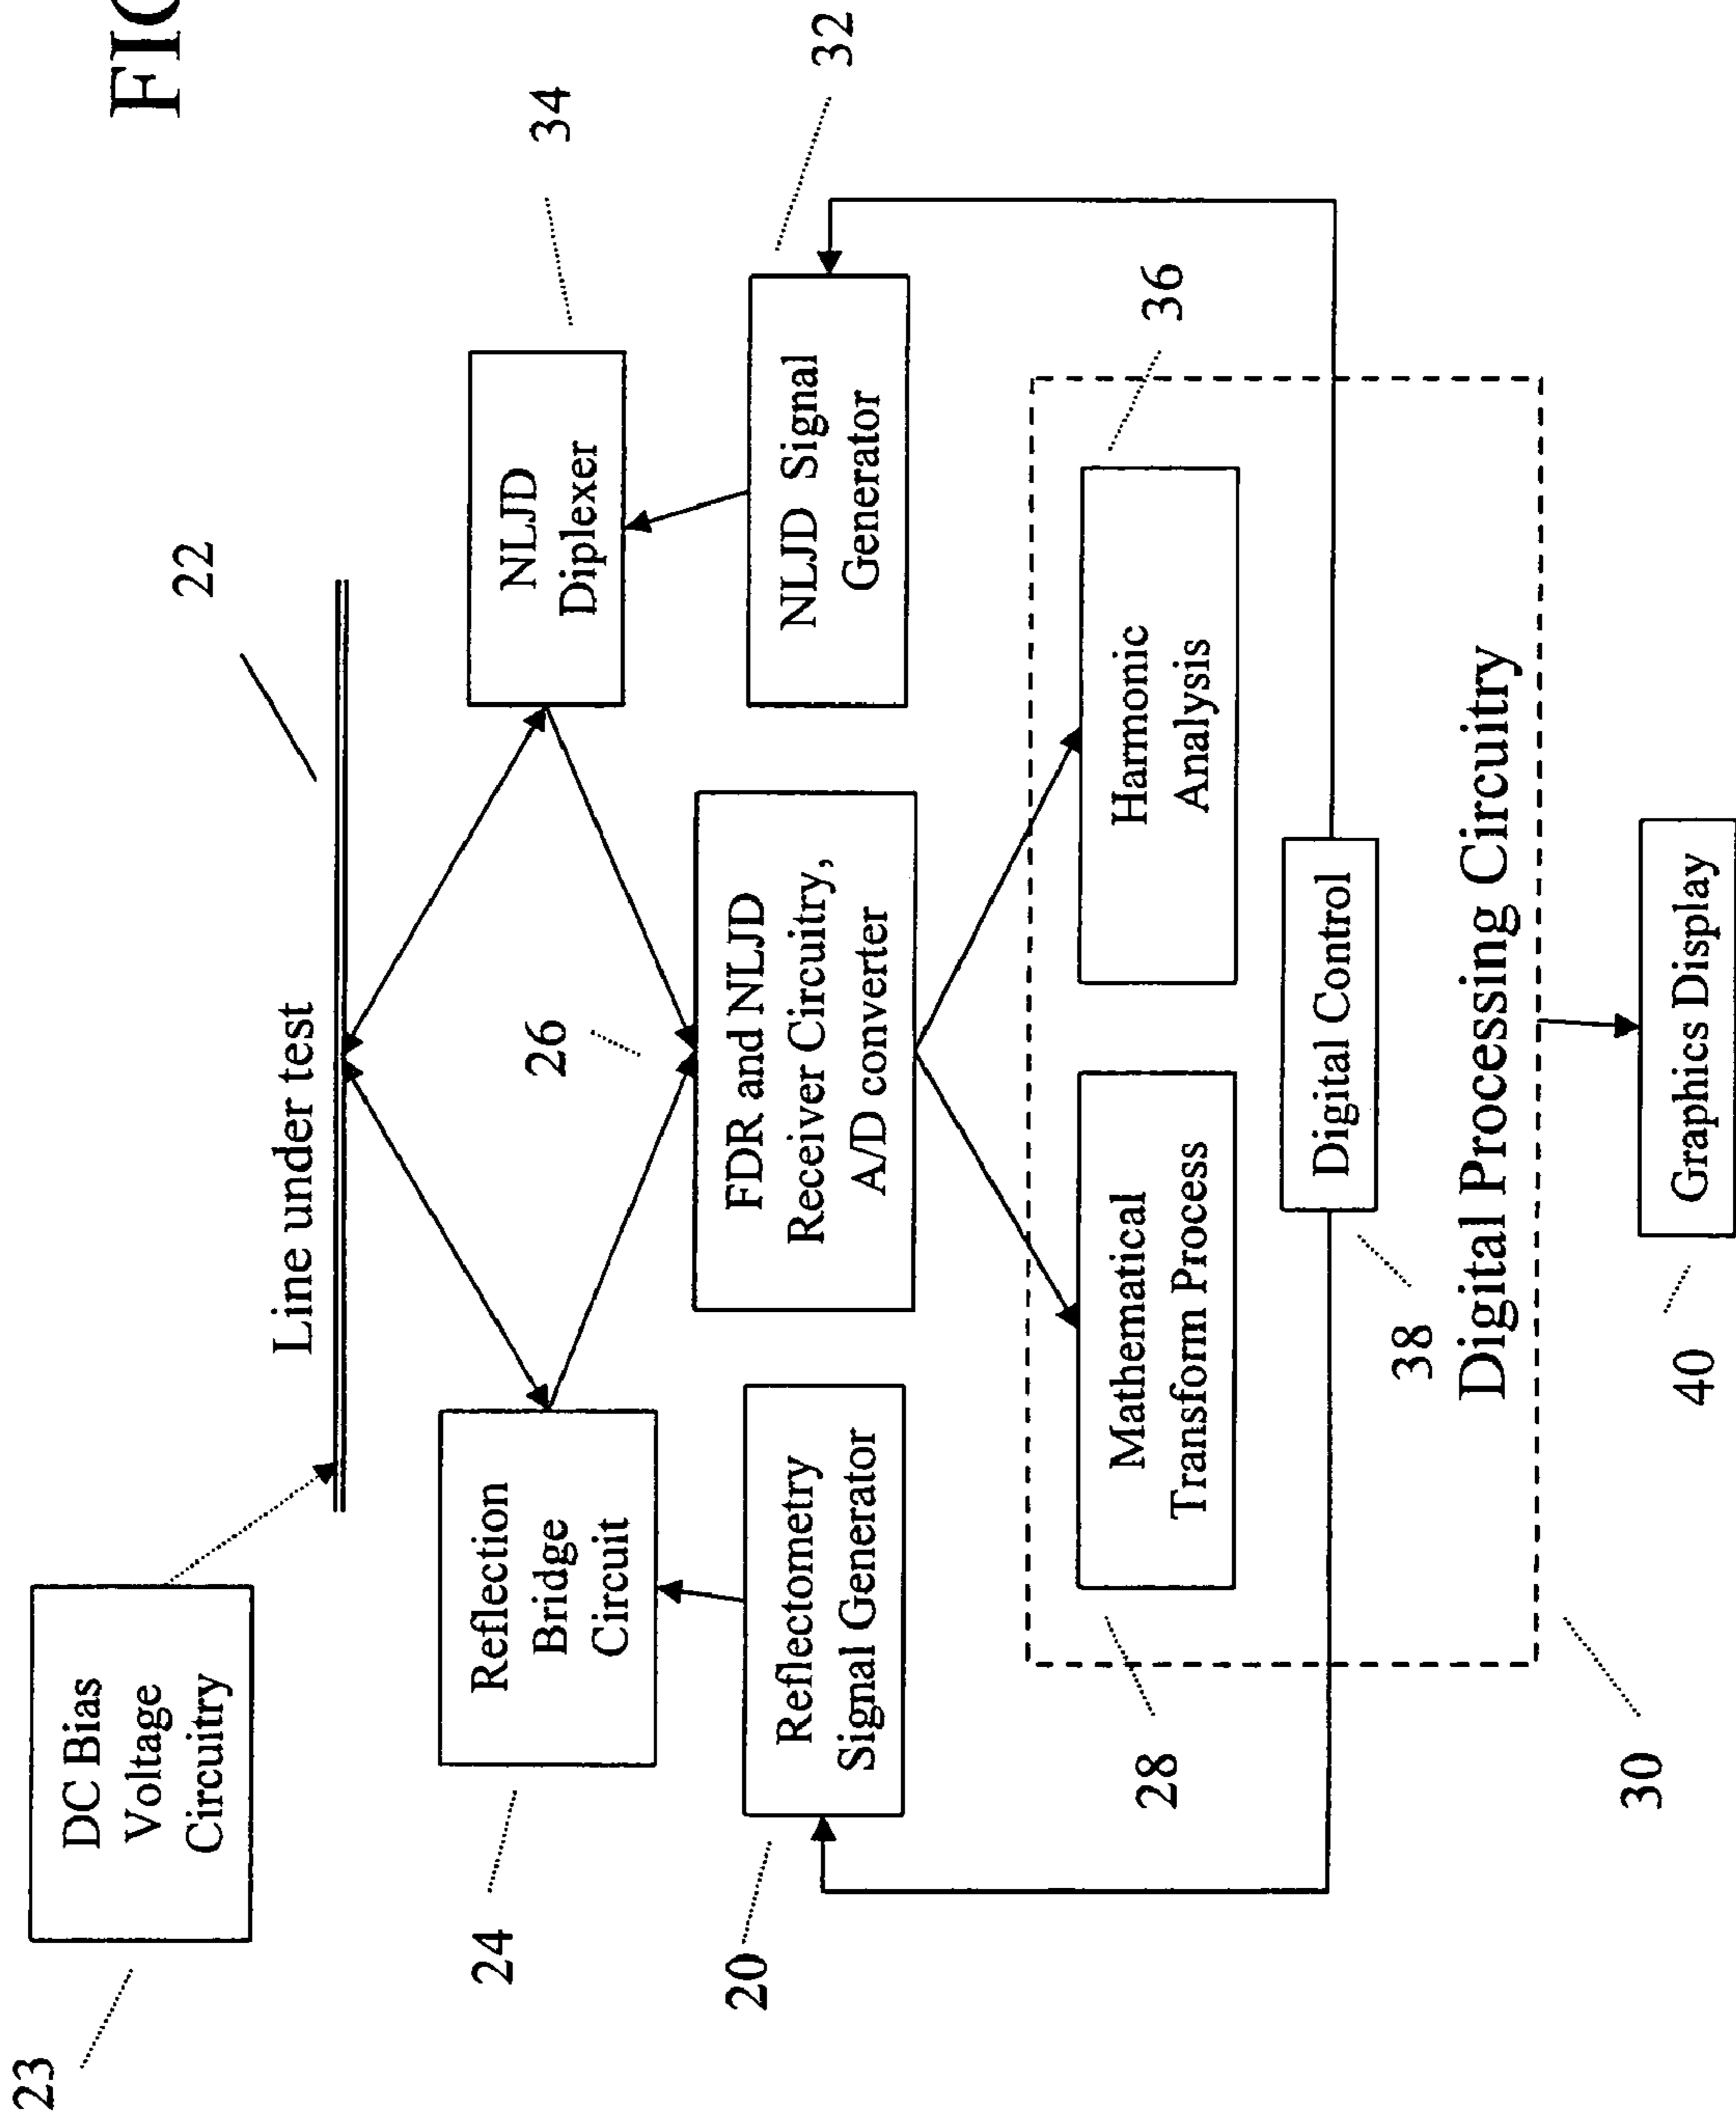 FIG
23
DC Bias
Voltage
Circuitry
Line under test
22
24
Reflection
Bridge
Circuit
26
NLJD
Diplexer
34
20
Reflectometry
Signal Generator
FDR and NLJD
Receiver Circuitry,
A/D converter
NLJD Signal
Generator
32
28
Mathematical
Transform Process
Harmonic
Analysis
36
Digital Control
38
Digital Processing Circuitry
30
40
Graphics Display